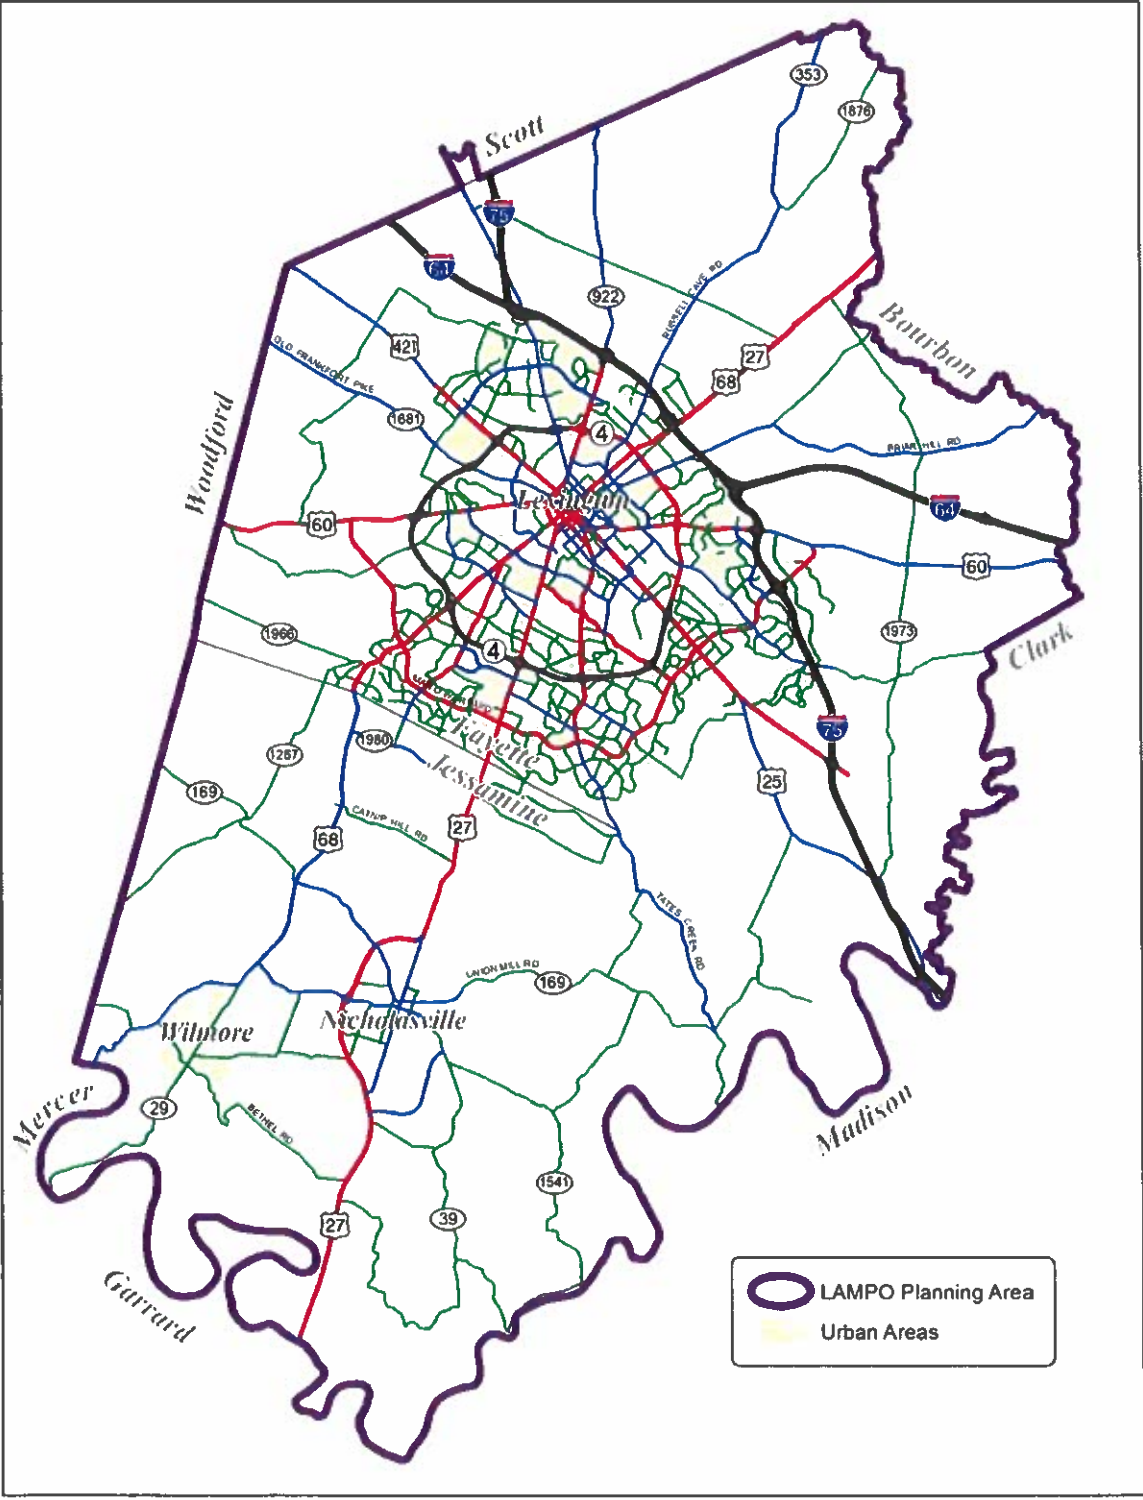 353
1876
Scott
75
64
922
RUSSELL CAVE RD
Bourbon
421
27
OLD FRANKFORT PIKE
68
1681
4
BRIAR HILL RD
Woodford
Lexington
64
60
60
1966
1973
4
Clark
Fayette
75
1980
1267
Jessamine
25
169
CATNIP HILL RD
27
68
TATES CREEK RD
UNION MILL RD
169
Nicholasville
Wilmore
Mercer
29
BETHEL RD
Madison
1541
39
27
Garrard
LAMPO Planning Area
Urban Areas